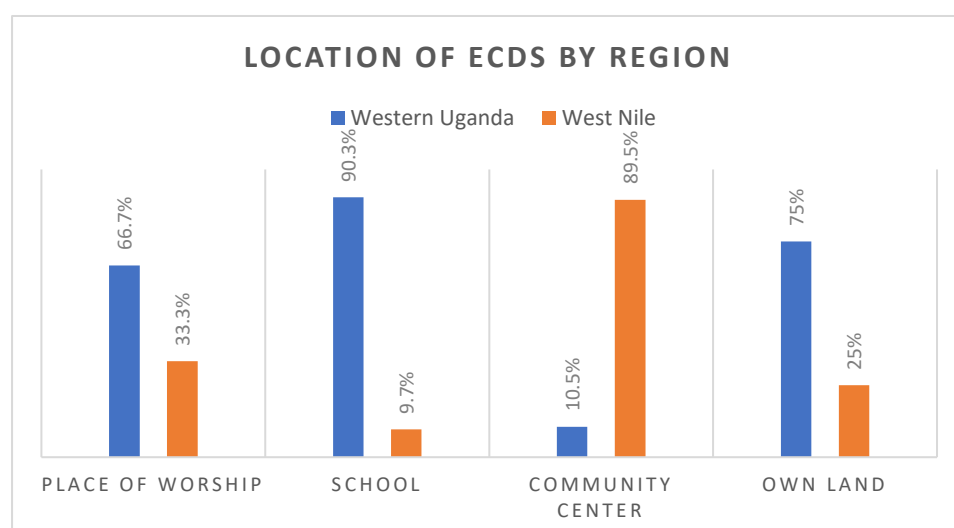 LOCATION OF ECDS BY REGION
Western Uganda West Nile
66.7%
33.3%
90.3%
9.7%
10.5%
89.5%
75%
25%
PLACE OF WORSHIP
SCHOOL
COMMUNITY
CENTER
OWN LAND